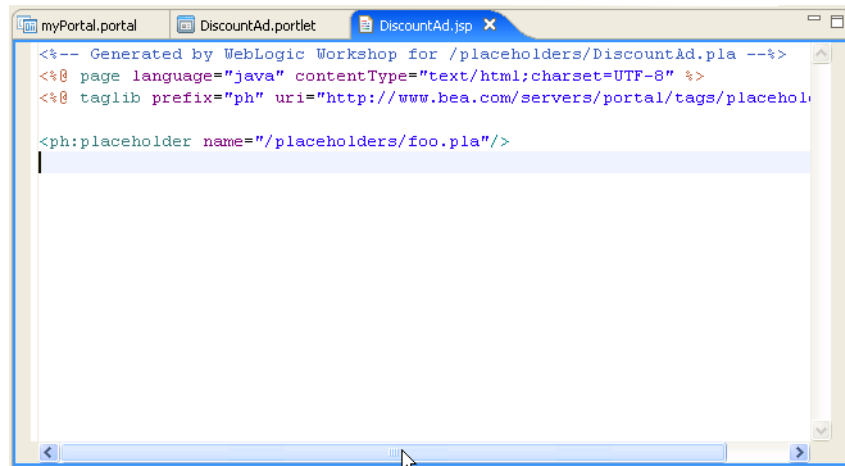 myPortal.portal DiscountAd.portlet DiscountAd.jsp
<%-- Generated by WebLogic Workshop for /placeholders/DiscountAd.pla --%>
<%@ page language="java" contentType="text/html;charset=UTF-8" %>
<%@ taglib prefix="ph" uri="http://www.bea.com/servers/portal/tags/placehol
<ph:placeholder name="/placeholders/foo.pla"/>